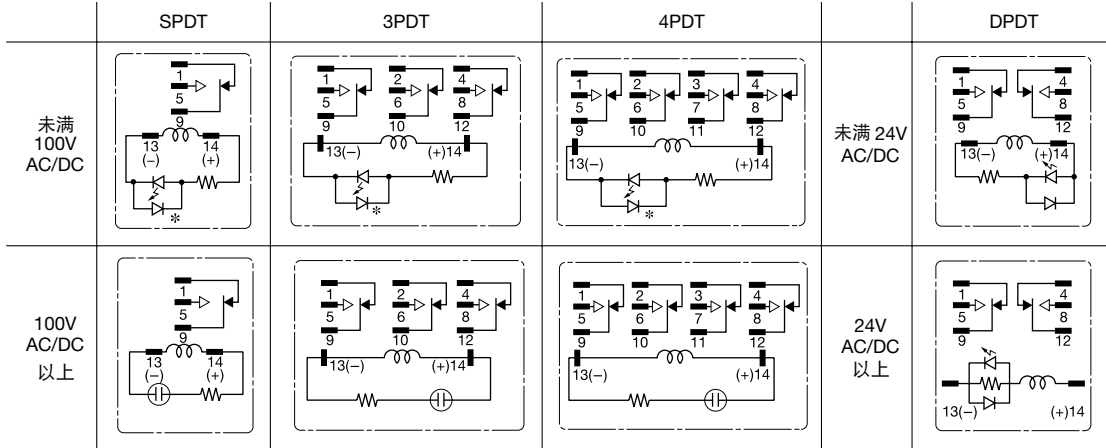 SPDT 3PDT 4PDT DPDT
未满
100V
AC/DC
1
5
9
13 14
(−) (+)
*
1 2 4
5 6 8
9 10 12
13(−) (+)14
*
1 2 3 4
5 6 7 8
9 10 11 12
13(−) (+)14
*
未满 24V
AC/DC
1 4
5 8
9 12
13(−) (+)14
100V
AC/DC
以上
1
5
9
13 14
(−) (+)
1 2 4
5 6 8
9 10 12
13(−) (+)14
1 2 3 4
5 6 7 8
9 10 11 12
13(−) (+)14
24V
AC/DC
以上
1 4
5 8
9 12
13(−) (+)14